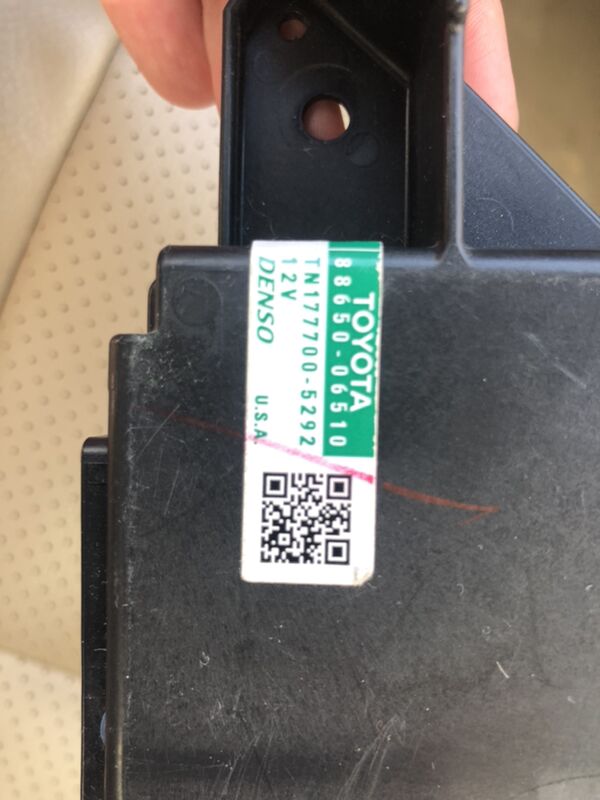 TOYOTA
88650-06510
TN177700-5292
12V
DENSO
U.S.A.